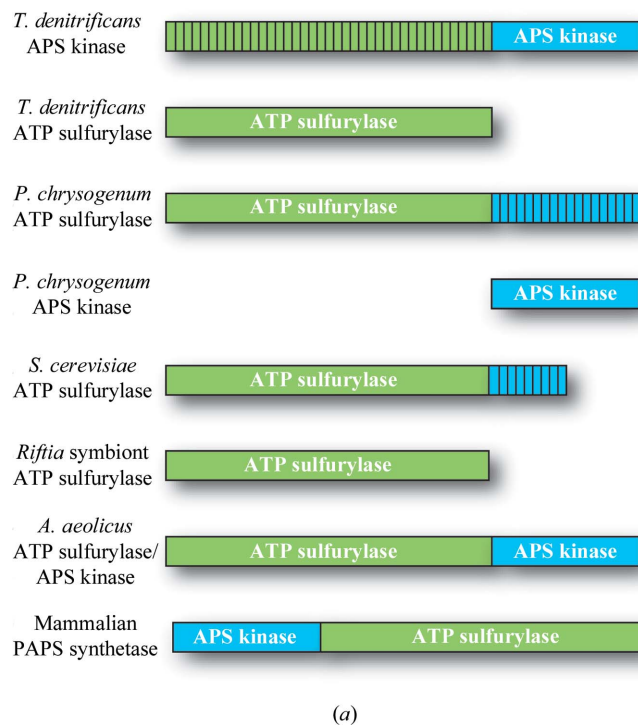 T. denitrificans
APS kinase
APS kinase
T. denitrificans
ATP sulfurylase
ATP sulfurylase
P. chrysogenum
ATP sulfurylase
ATP sulfurylase
P. chrysogenum
APS kinase
APS kinase
S. cerevisiae
ATP sulfurylase
ATP sulfurylase
Riftia symbiont
ATP sulfurylase
ATP sulfurylase
A. aeolicus
ATP sulfurylase/
APS kinase
ATP sulfurylase
APS kinase
Mammalian
PAPS synthetase
APS kinase
ATP sulfurylase
(a)